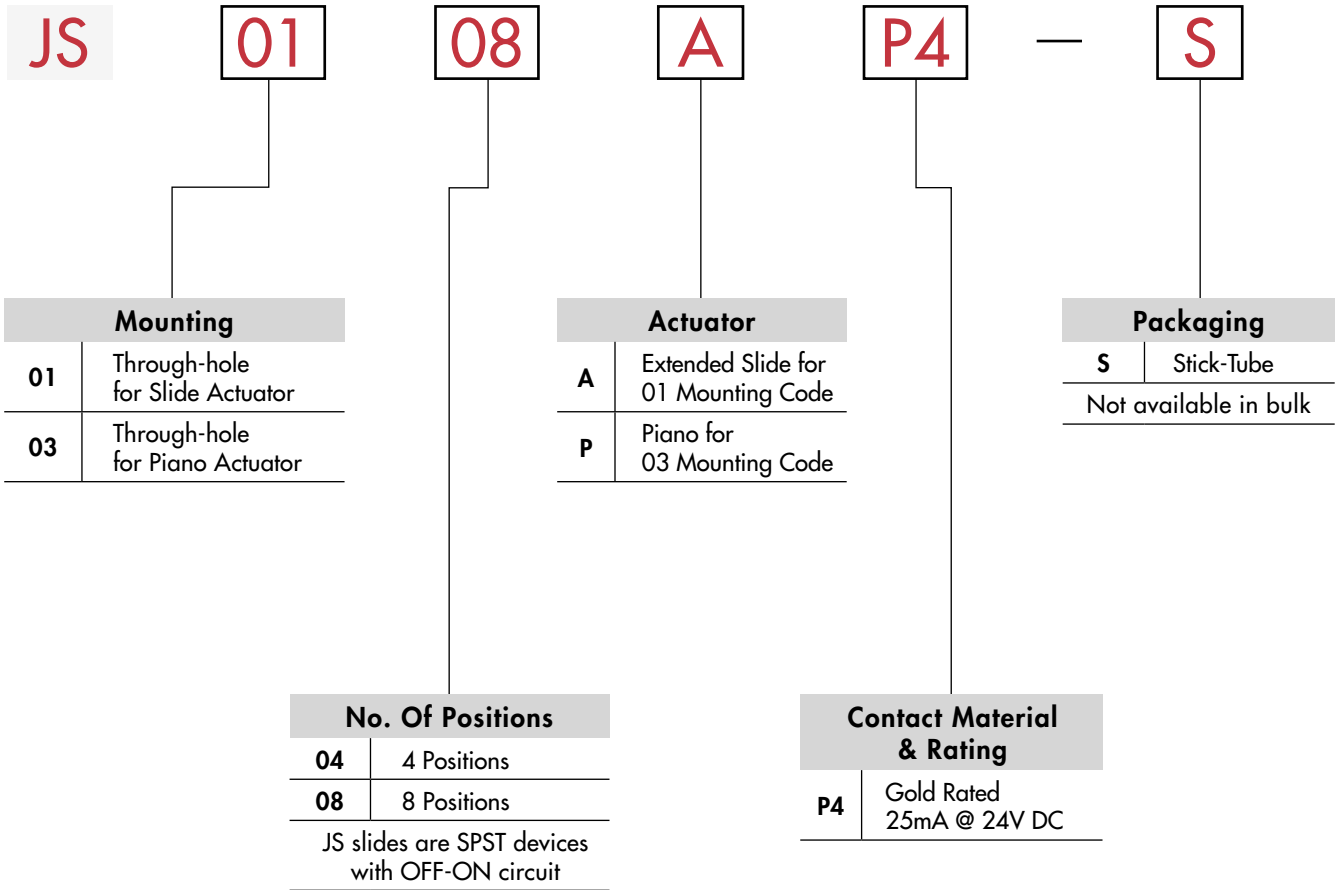 JS 01 08 A P4 — S
Mounting
01 Through-hole
for Slide Actuator
03 Through-hole
for Piano Actuator
Actuator
A Extended Slide for
01 Mounting Code
P Piano for
03 Mounting Code
Packaging
S Stick-Tube
Not available in bulk
No. Of Positions
04 4 Positions
08 8 Positions
JS slides are SPST devices
with OFF-ON circuit
Contact Material
& Rating
P4 Gold Rated
25mA @ 24V DC